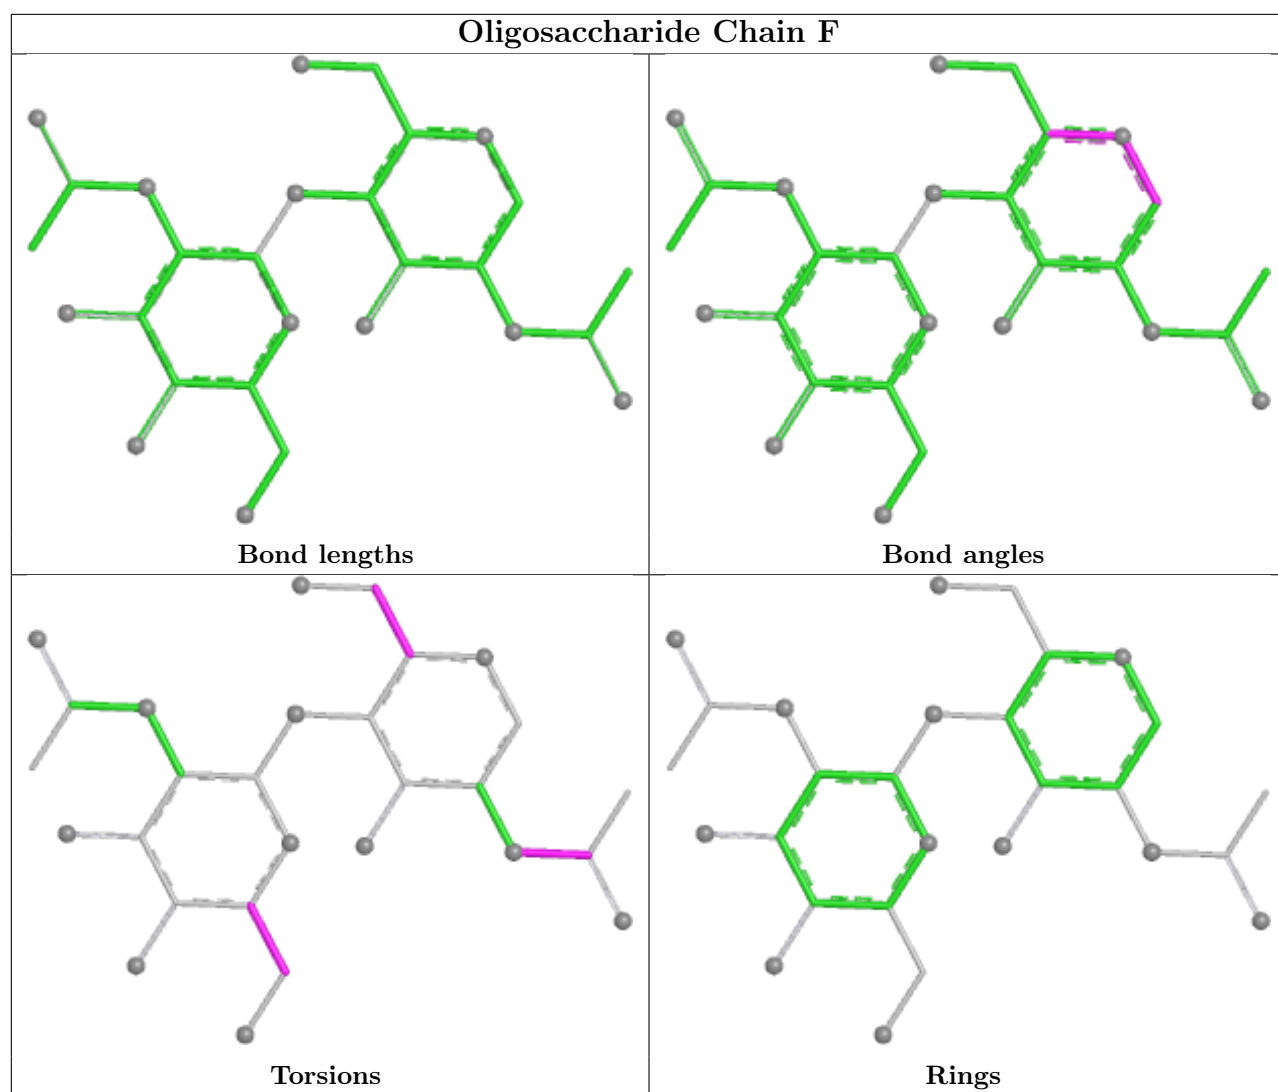 Oligosaccharide Chain F
Bond lengths
Bond angles
Torsions
Rings